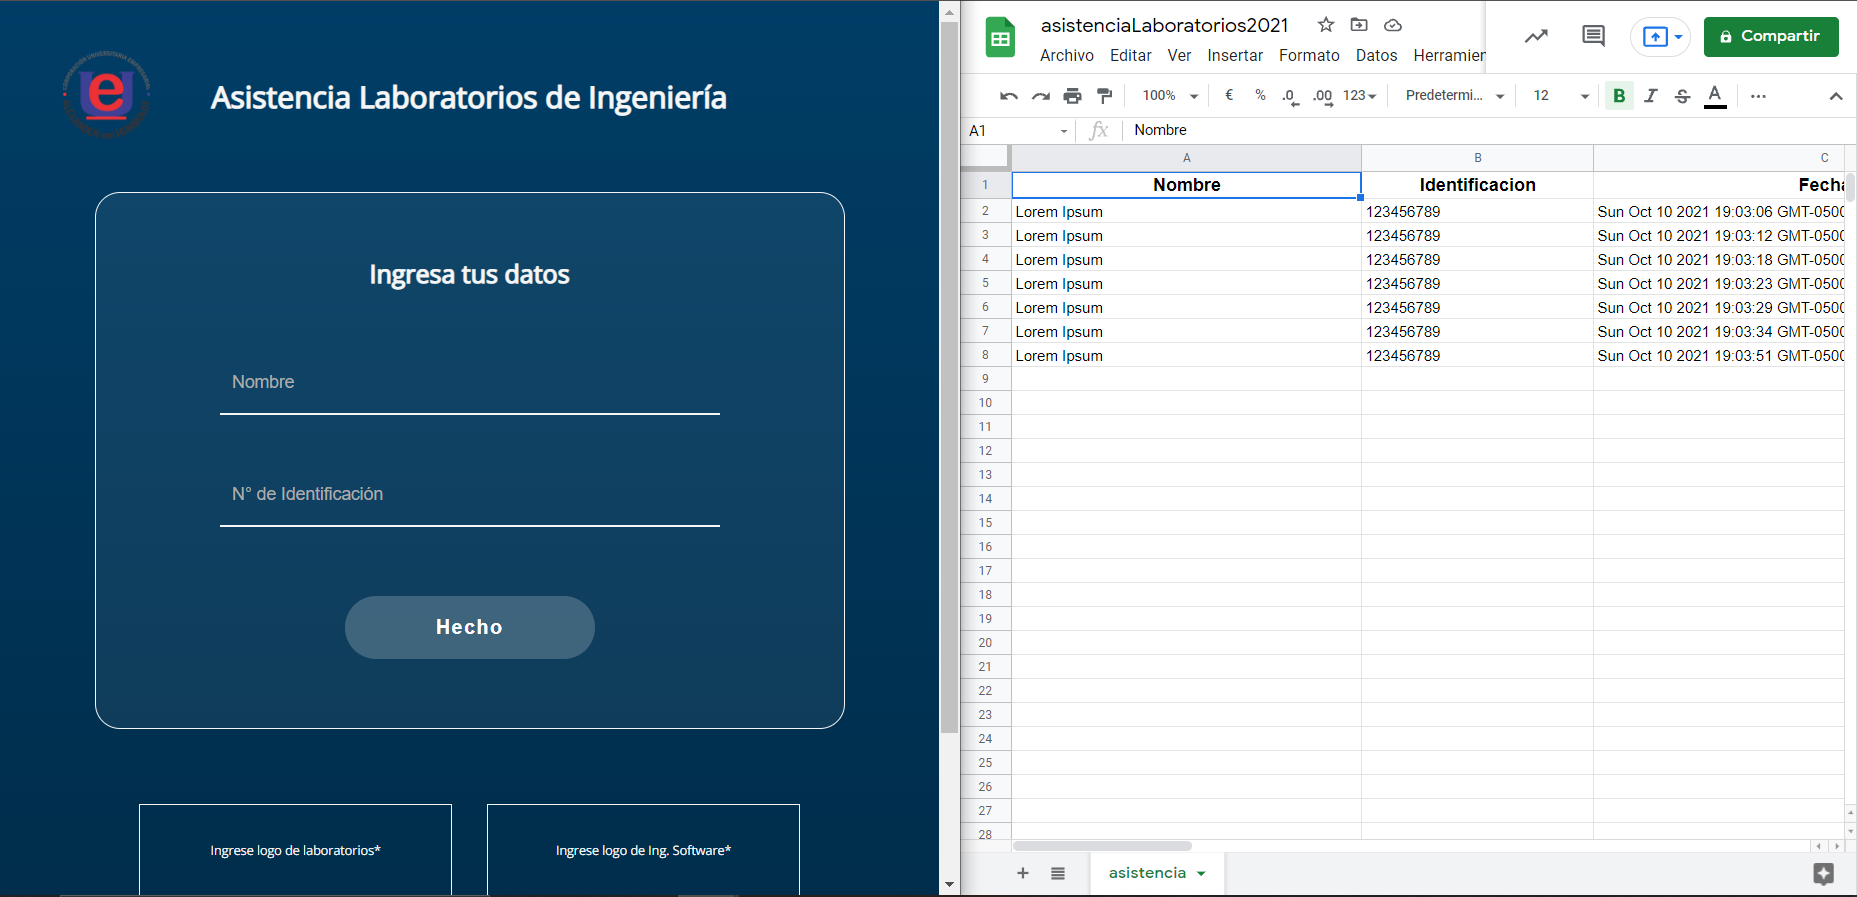 Asistencia Laboratorios de Ingeniería
Ingresa tus datos
Nombre
N° de Identificación
Hecho
Ingrese logo de laboratorios*
Ingrese logo de Ing. Software*
asistenciaLaboratorios2021
Archivo Editar Ver Insertar Formato Datos Herramien
Compartir
100% € % .0 .00 123 Predetermi... 12 B I S A
A1 fx Nombre
A B C
1 Nombre Identificacion Fecha
2 Lorem Ipsum 123456789 Sun Oct 10 2021 19:03:06 GMT-0500
3 Lorem Ipsum 123456789 Sun Oct 10 2021 19:03:12 GMT-0500
4 Lorem Ipsum 123456789 Sun Oct 10 2021 19:03:18 GMT-0500
5 Lorem Ipsum 123456789 Sun Oct 10 2021 19:03:23 GMT-0500
6 Lorem Ipsum 123456789 Sun Oct 10 2021 19:03:29 GMT-0500
7 Lorem Ipsum 123456789 Sun Oct 10 2021 19:03:34 GMT-0500
8 Lorem Ipsum 123456789 Sun Oct 10 2021 19:03:51 GMT-0500
9
10
11
12
13
14
15
16
17
18
19
20
21
22
23
24
25
26
27
28
asistencia